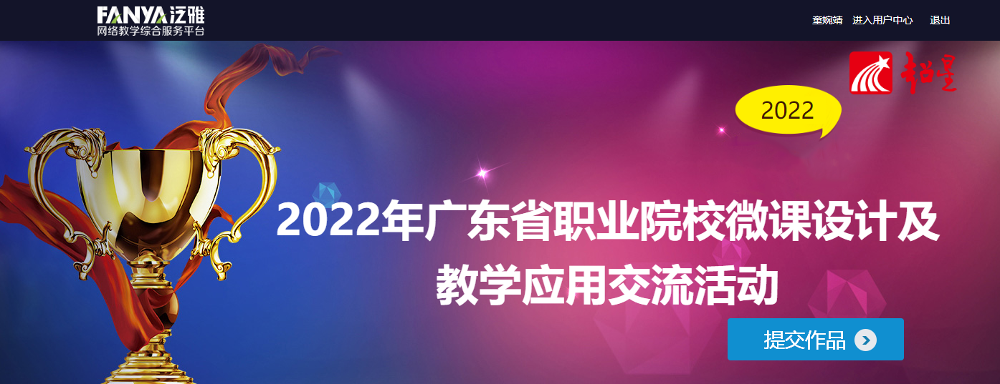 FANYA泛雅
网络教学综合服务平台
童婉靖 进入用户中心 退出
超星
2022
2022年广东省职业院校微课设计及
教学应用交流活动
提交作品